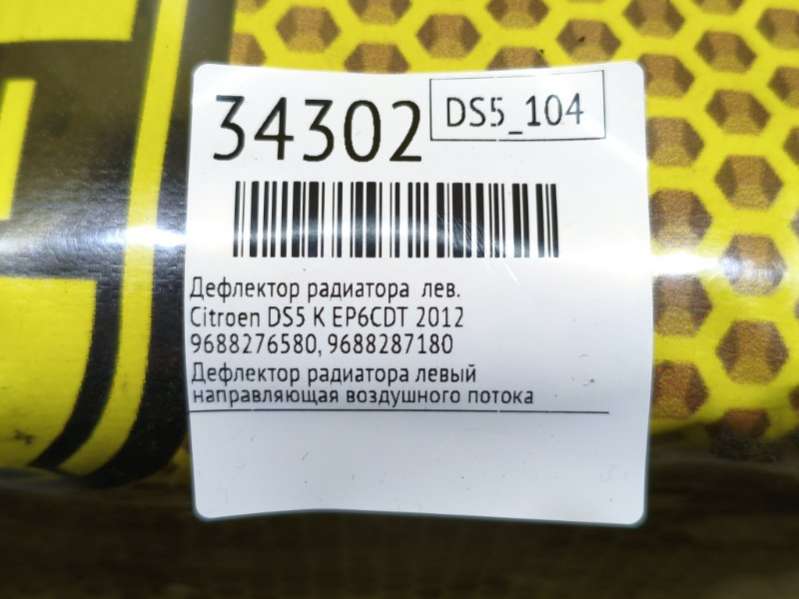 34302
DS5_104
Дефлектор радиатора лев.
Citroen DS5 K EP6CDT 2012
9688276580, 9688287180
Дефлектор радиатора левый
направляющая воздушного потока